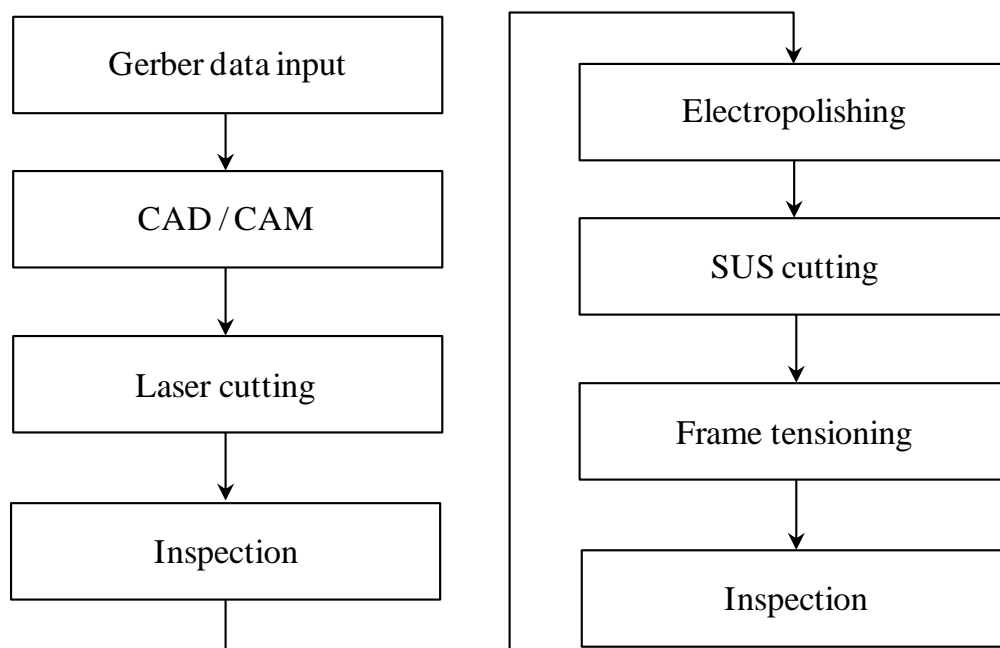 Gerber data input
CAD / CAM
Laser cutting
Inspection
Electropolishing
SUS cutting
Frame tensioning
Inspection